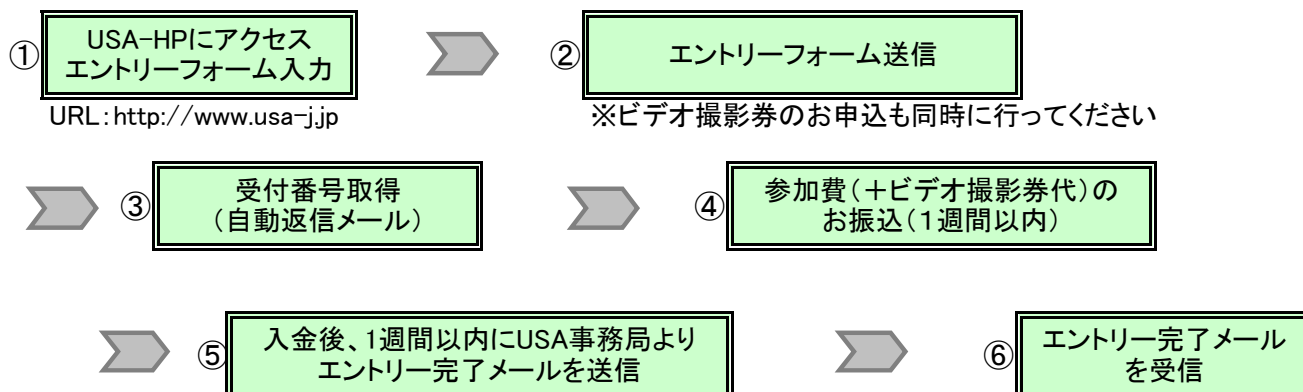 ①
USA-HPにアクセス
エントリーフォーム入力
URL：http://www.usa-j.jp
②
エントリーフォーム送信
※ビデオ撮影券のお申込も同時に行ってください
③
受付番号取得
（自動返信メール）
④
参加費（＋ビデオ撮影券代）の
お振込（１週間以内）
⑤
入金後、1週間以内にUSA事務局より
エントリー完了メールを送信
⑥
エントリー完了メール
を受信